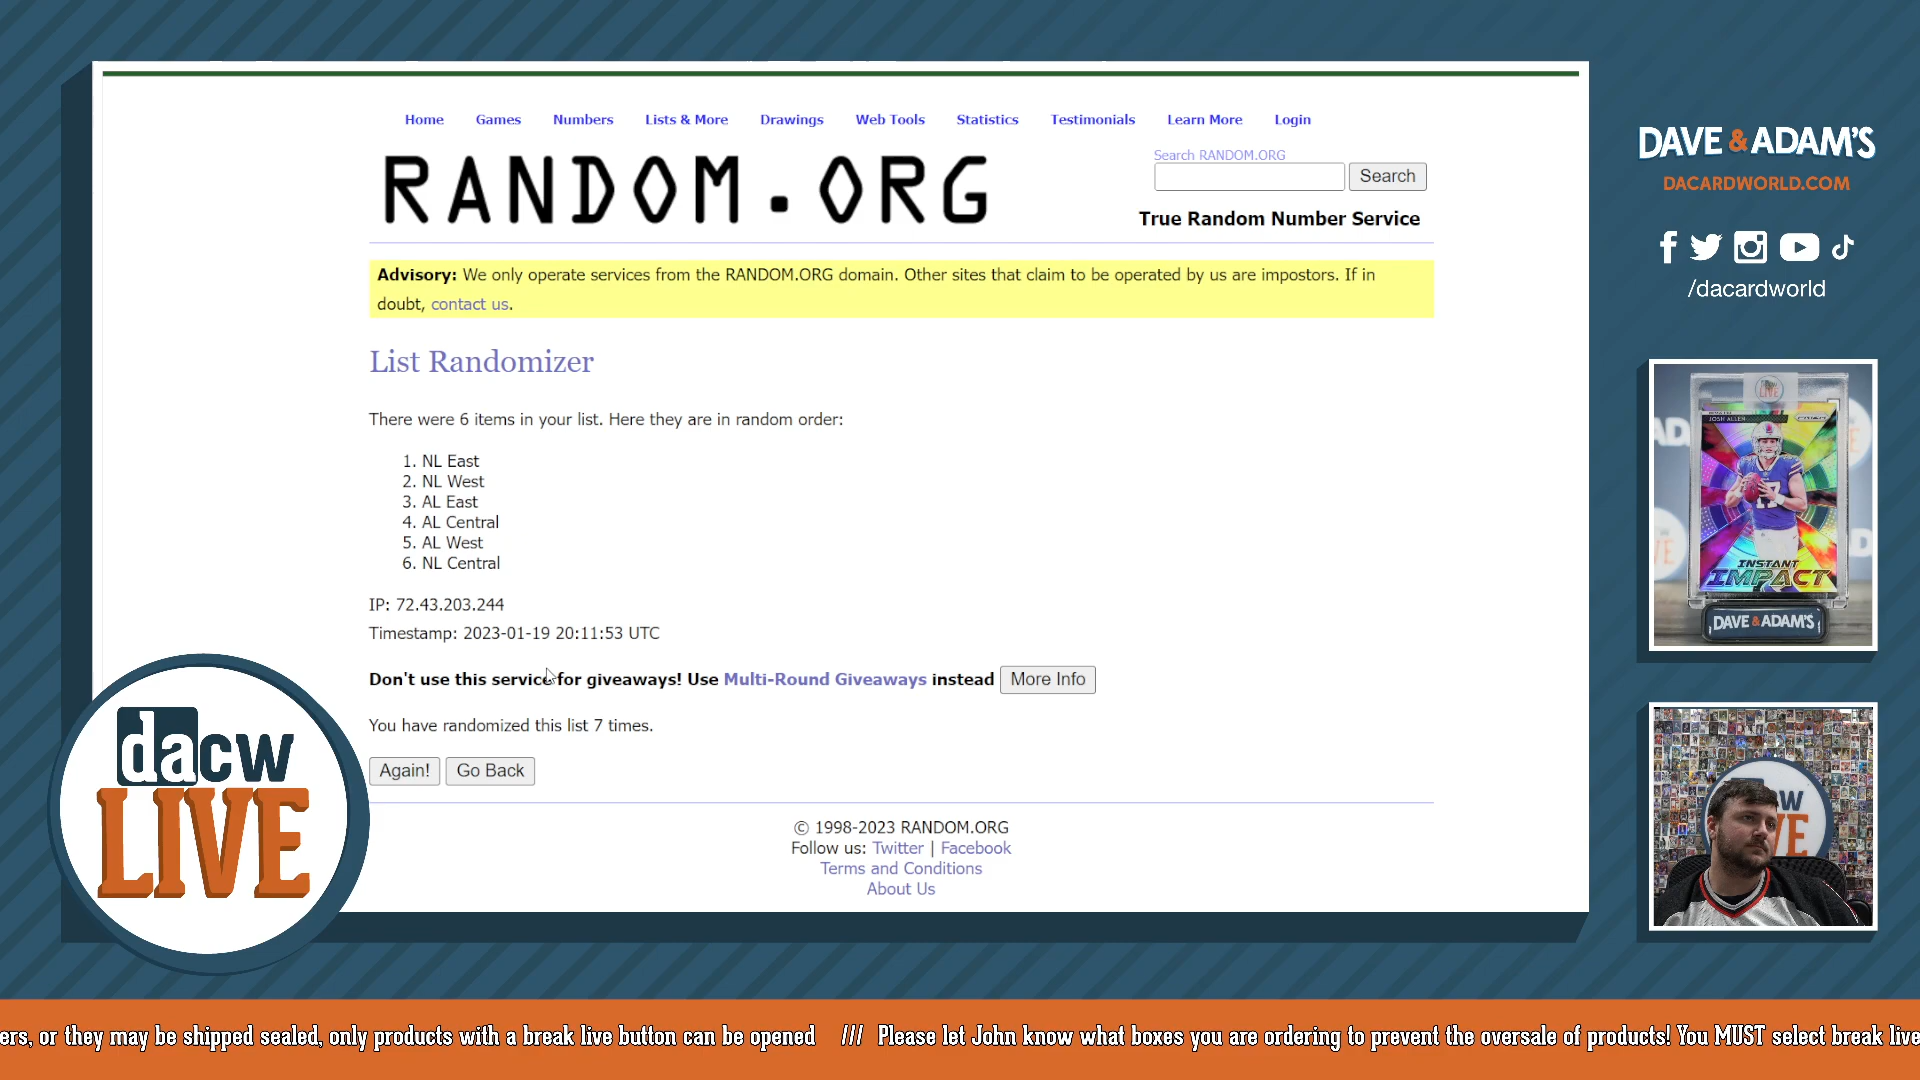 Home Games Numbers Lists & More Drawings Web Tools Statistics Testimonials Learn More Login
RANDOM.ORG
Search RANDOM.ORG
Search
True Random Number Service
Advisory: We only operate services from the RANDOM.ORG domain. Other sites that claim to be operated by us are impostors. If in
doubt, contact us.
List Randomizer
There were 6 items in your list. Here they are in random order:
1. NL East
2. NL West
3. AL East
4. AL Central
5. AL West
6. NL Central
IP: 72.43.203.244
Timestamp: 2023-01-19 20:11:53 UTC
Don't use this service for giveaways! Use Multi-Round Giveaways instead More Info
You have randomized this list 7 times.
Again! Go Back
© 1998-2023 RANDOM.ORG
Follow us: Twitter | Facebook
Terms and Conditions
About Us
dacw
LIVE
DAVE & ADAM'S
DACARDWORLD.COM
/dacardworld
JOSH ALLEN
17
INSTANT
IMPACT
DAVE & ADAM'S
ers, or they may be shipped sealed, only products with a break live button can be opened /// Please let John know what boxes you are ordering to prevent the oversale of products! You MUST select break live